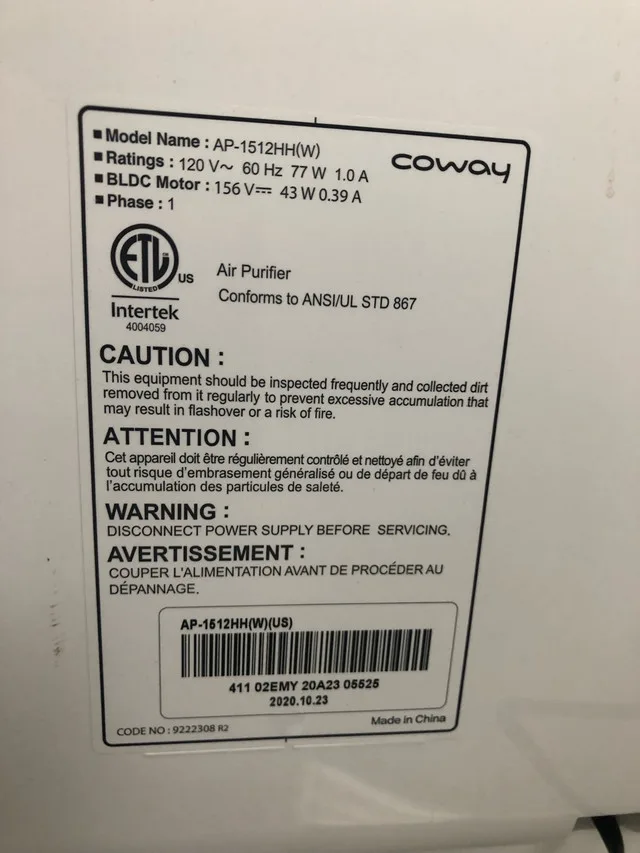 ■ Model Name : AP-1512HH(W)
coway
■ Ratings : 120 V~ 60 Hz 77 W 1.0 A
■ BLDC Motor : 156 V⎓ 43 W 0.39 A
■ Phase : 1
ETL US
LISTED
Intertek
4004059
Air Purifier
Conforms to ANSI/UL STD 867
CAUTION :
This equipment should be inspected frequently and collected dirt
removed from it regularly to prevent excessive accumulation that
may result in flashover or a risk of fire.
ATTENTION :
Cet appareil doit être régulièrement contrôlé et nettoyé afin d'éviter
tout risque d'embrasement généralisé ou de départ de feu dû à
l'accumulation des particules de saleté.
WARNING :
DISCONNECT POWER SUPPLY BEFORE SERVICING.
AVERTISSEMENT :
COUPER L'ALIMENTATION AVANT DE PROCÉDER AU
DÉPANNAGE.
AP-1512HH(W)(US)
411 02EMY 20A23 05525
2020.10.23
CODE NO : 9222308 R2
Made in China